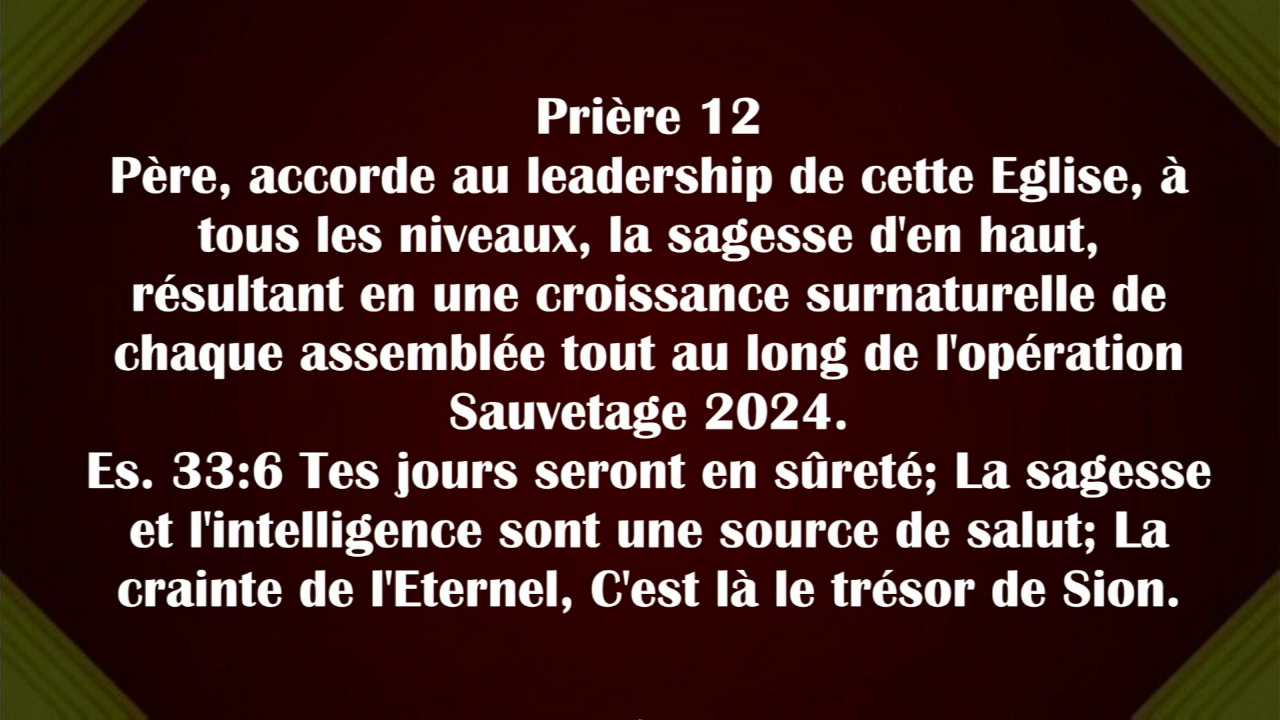 Prière 12
Père, accorde au leadership de cette Eglise, à
tous les niveaux, la sagesse d'en haut,
résultant en une croissance surnaturelle de
chaque assemblée tout au long de l'opération
Sauvetage 2024.
Es. 33:6 Tes jours seront en sûreté; La sagesse
et l'intelligence sont une source de salut; La
crainte de l'Eternel, C'est là le trésor de Sion.